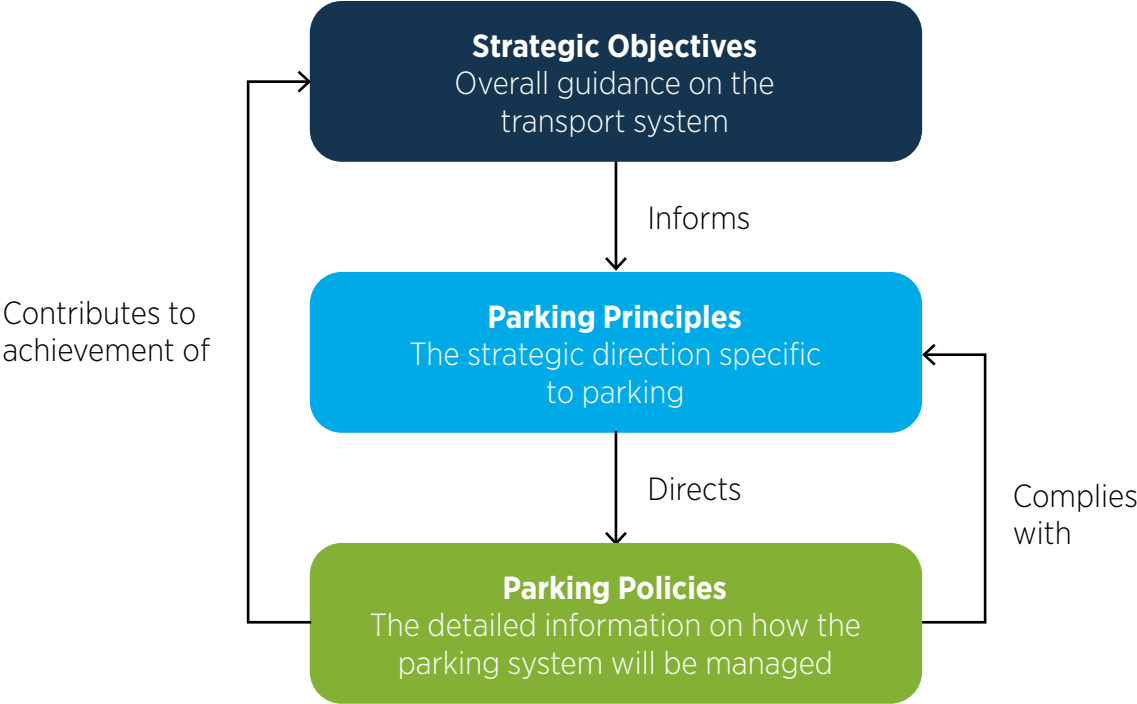 Strategic Objectives
Overall guidance on the
transport system
Informs
Parking Principles
The strategic direction specific
to parking
Contributes to
achievement of
Directs
Complies
with
Parking Policies
The detailed information on how the
parking system will be managed